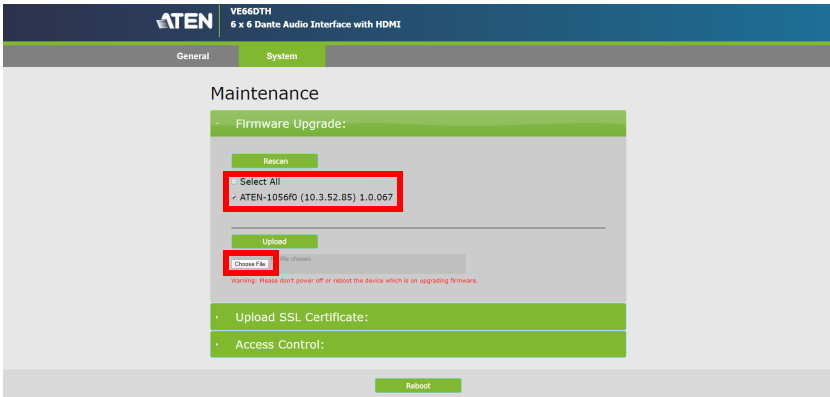 ATEN
VE66DTH
6 x 6 Dante Audio Interface with HDMI
General System
Maintenance
Firmware Upgrade:
Rescan
Select All
ATEN-1056f0 (10.3.52.85) 1.0.067
Upload
Choose File file chosen
Warning: Please don't power off or reboot the device which is on upgrading firmware.
Upload SSL Certificate:
Access Control:
Reboot